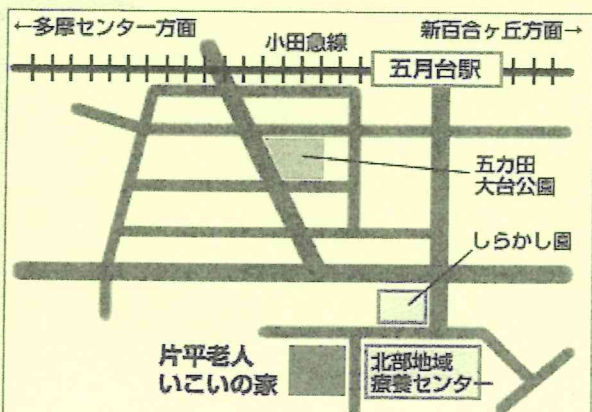 ←多摩センター方面
新百合ヶ丘方面→
小田急線
五月台駅
五力田
大台公園
しらかし園
片平老人
いこいの家
北部地域
療養センター